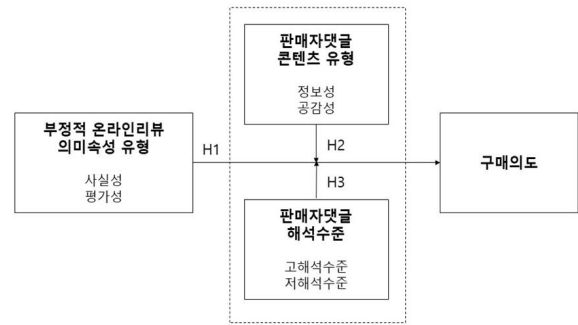 판매자댓글
콘텐츠 유형
정보성
공감성
부정적 온라인리뷰
의미속성 유형
사실성
평가성
H1
H2
H3
구매의도
판매자댓글
해석수준
고해석수준
저해석수준